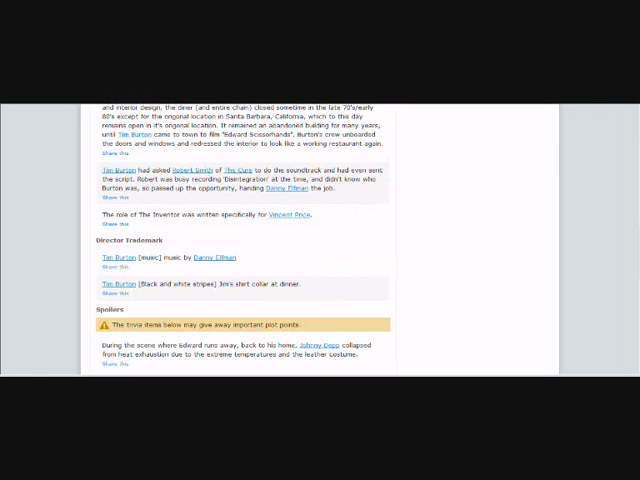 and interior design, the diner (and entire chain) closed sometime in the late 70's/early
80's except for the orignal location in Santa Barbara, California, which to this day
remains open in it's orignal location. It remained an abandoned building for many years,
until Tim Burton came to town to film "Edward Scissorhands". Burton's crew unboarded
the doors and windows and redressed the interior to look like a working restaurant again.
Share this
Tim Burton had asked Robert Smith of The Cure to do the soundtrack and had even sent
the script. Robert was busy recording 'Disintegration' at the time, and didn't know who
Burton was, so passed up the opportunity, handing Danny Elfman the job.
Share this
The role of The Inventor was written specifically for Vincent Price.
Share this
Director Trademark
Tim Burton [music] music by Danny Elfman
Share this
Tim Burton [Black and white stripes] Jim's shirt collar at dinner.
Share this
Spoilers
The trivia items below may give away important plot points.
During the scene where Edward runs away, back to his home, Johnny Depp collapsed
from heat exhaustion due to the extreme temperatures and the leather costume.
Share this